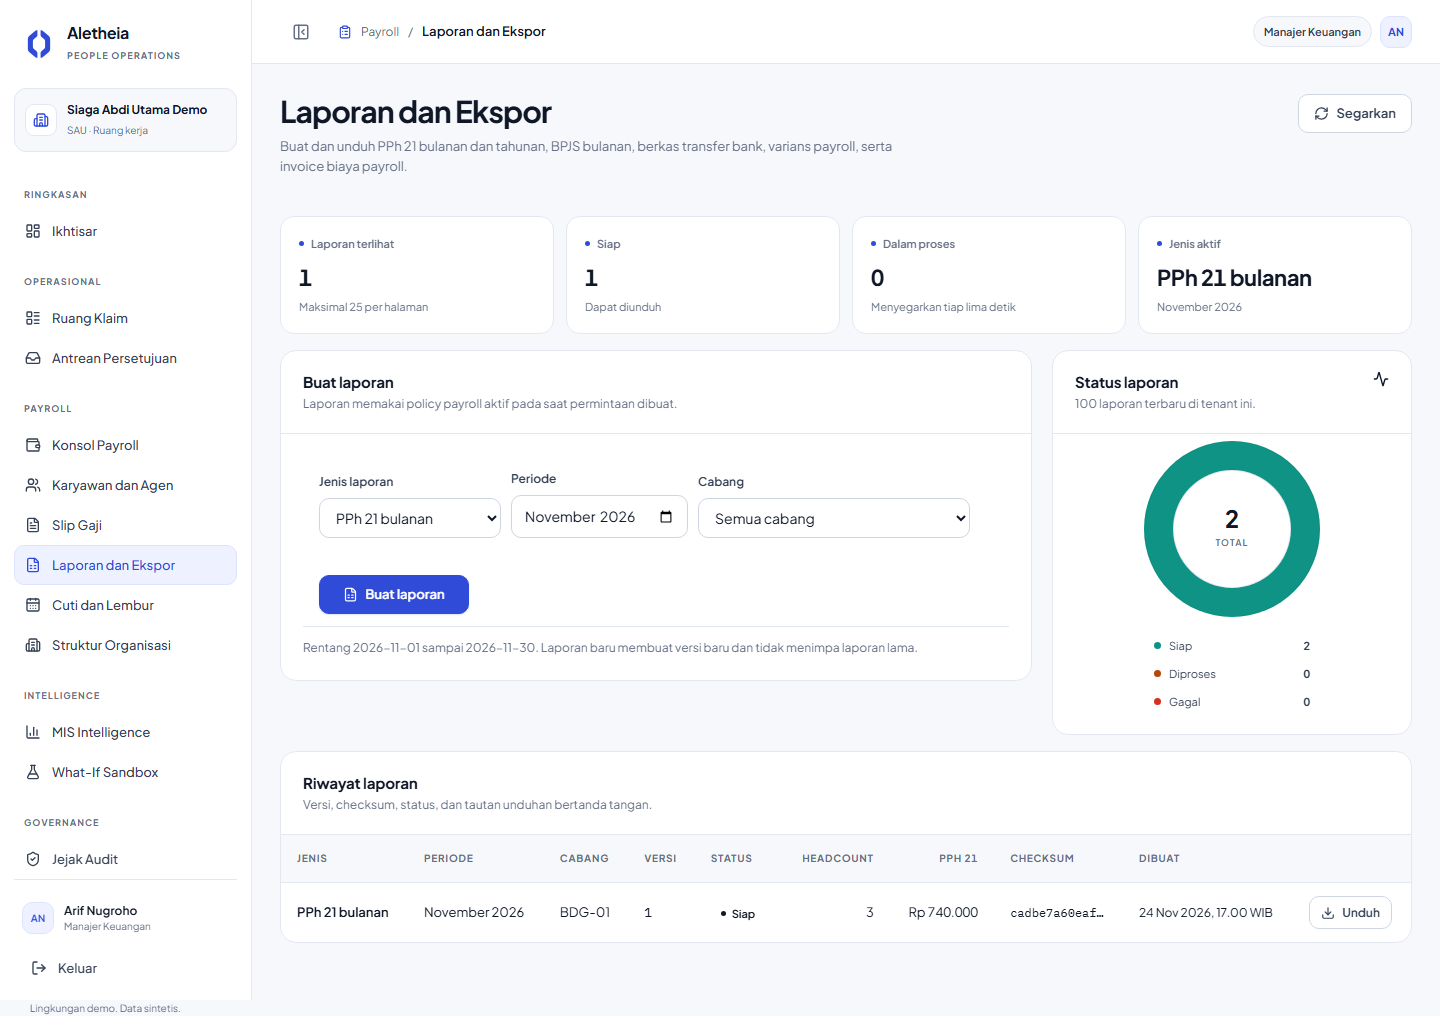 Aletheia
PEOPLE OPERATIONS
Siaga Abdi Utama Demo
SAU · Ruang kerja
RINGKASAN
Ikhtisar
OPERASIONAL
Ruang Klaim
Antrean Persetujuan
PAYROLL
Konsol Payroll
Karyawan dan Agen
Slip Gaji
Laporan dan Ekspor
Cuti dan Lembur
Struktur Organisasi
INTELLIGENCE
MIS Intelligence
What-If Sandbox
GOVERNANCE
Jejak Audit
AN
Arif Nugroho
Manajer Keuangan
Keluar
Lingkungan demo. Data sintetis.
Payroll / Laporan dan Ekspor
Manajer Keuangan
AN
Laporan dan Ekspor
Segarkan
Buat dan unduh PPh 21 bulanan dan tahunan, BPJS bulanan, berkas transfer bank, varians payroll, serta
invoice biaya payroll.
Laporan terlihat
1
Maksimal 25 per halaman
Siap
1
Dapat diunduh
Dalam proses
0
Menyegarkan tiap lima detik
Jenis aktif
PPh 21 bulanan
November 2026
Buat laporan
Laporan memakai policy payroll aktif pada saat permintaan dibuat.
Jenis laporan
PPh 21 bulanan
Periode
November 2026
Cabang
Semua cabang
Buat laporan
Rentang 2026-11-01 sampai 2026-11-30. Laporan baru membuat versi baru dan tidak menimpa laporan lama.
Status laporan
100 laporan terbaru di tenant ini.
2
TOTAL
Siap 2
Diproses 0
Gagal 0
Riwayat laporan
Versi, checksum, status, dan tautan unduhan bertanda tangan.
JENIS PERIODE CABANG VERSI STATUS HEADCOUNT PPH 21 CHECKSUM DIBUAT
PPh 21 bulanan November 2026 BDG-01 1 Siap 3 Rp 740.000 cadbe7a60eaf… 24 Nov 2026, 17.00 WIB Unduh